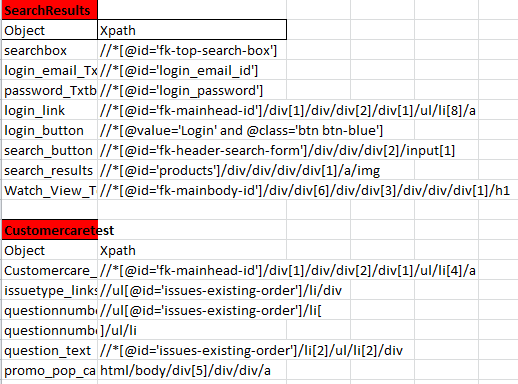 SearchResults
Object Xpath
searchbox //*[@id='fk-top-search-box']
login_email_Tx //*[@id='login_email_id']
password_Txtb //*[@id='login_password']
login_link //*[@id='fk-mainhead-id']/div[1]/div/div[2]/div[1]/ul/li[8]/a
login_button //*[@value='Login' and @class='btn btn-blue']
search_button //*[@id='fk-header-search-form']/div/div/div[2]/input[1]
search_results //*[@id='products']/div/div/div[1]/a/img
Watch_View_T //*[@id='fk-mainbody-id']/div/div[6]/div/div[3]/div/div/div[1]/h1
Customercaretest
Object Xpath
Customercare_ //*[@id='fk-mainhead-id']/div[1]/div/div[2]/div[1]/ul/li[4]/a
issuetype_links //ul[@id='issues-existing-order']/li/div
questionnumbe //ul[@id='issues-existing-order']/li[
questionnumbe ]/ul/li
question_text //*[@id='issues-existing-order']/li[2]/ul/li[2]/div
promo_pop_ca html/body/div[5]/div/div/a